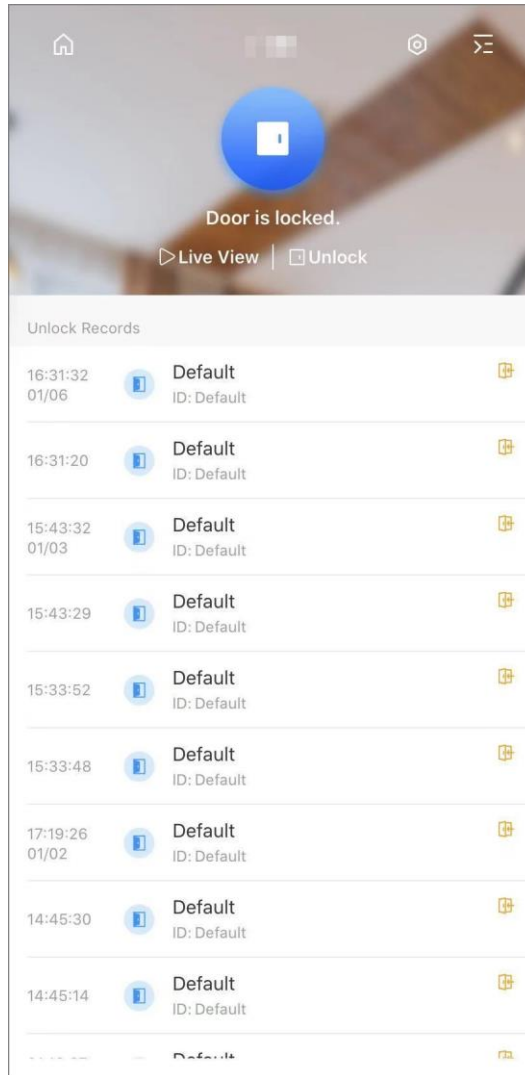 Door is locked.
Live View | Unlock
Unlock Records
16:31:32
01/06
Default
ID: Default
16:31:20
Default
ID: Default
15:43:32
01/03
Default
ID: Default
15:43:29
Default
ID: Default
15:33:52
Default
ID: Default
15:33:48
Default
ID: Default
17:19:26
01/02
Default
ID: Default
14:45:30
Default
ID: Default
14:45:14
Default
ID: Default
Default